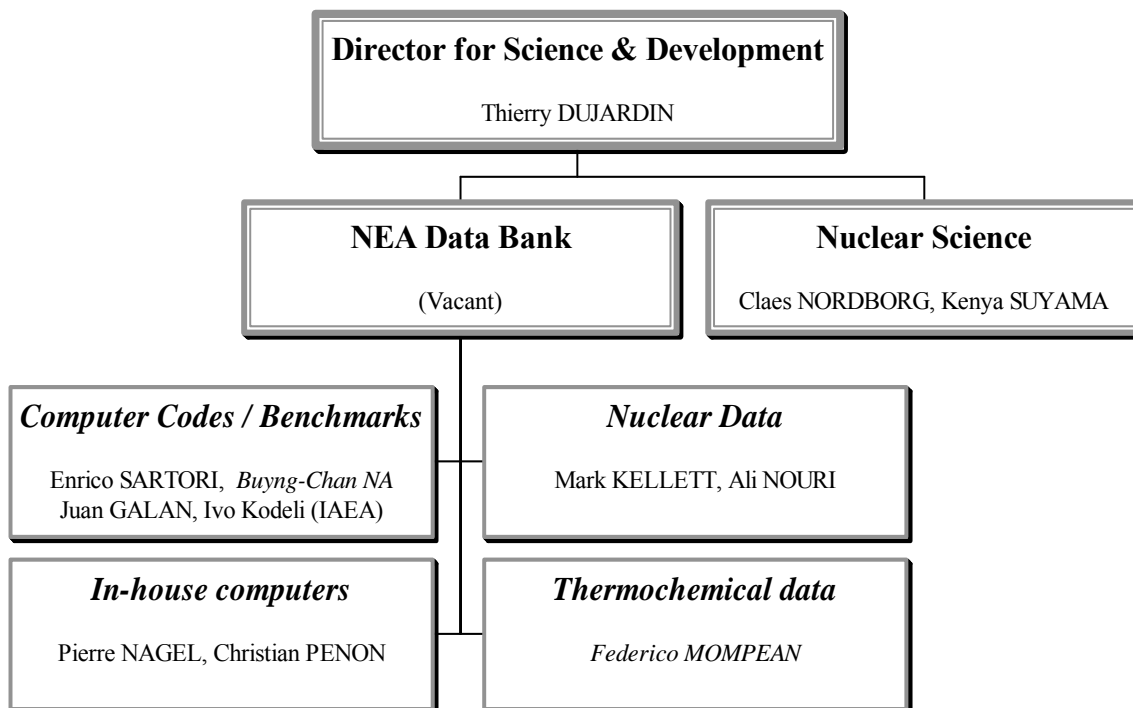 Director for Science & Development
Thierry DUJARDIN
NEA Data Bank
(Vacant)
Nuclear Science
Claes NORDBORG, Kenya SUYAMA
Computer Codes / Benchmarks
Enrico SARTORI, Buyng-Chan NA
Juan GALAN, Ivo Kodeli (IAEA)
Nuclear Data
Mark KELLETT, Ali NOURI
In-house computers
Pierre NAGEL, Christian PENON
Thermochemical data
Federico MOMPEAN